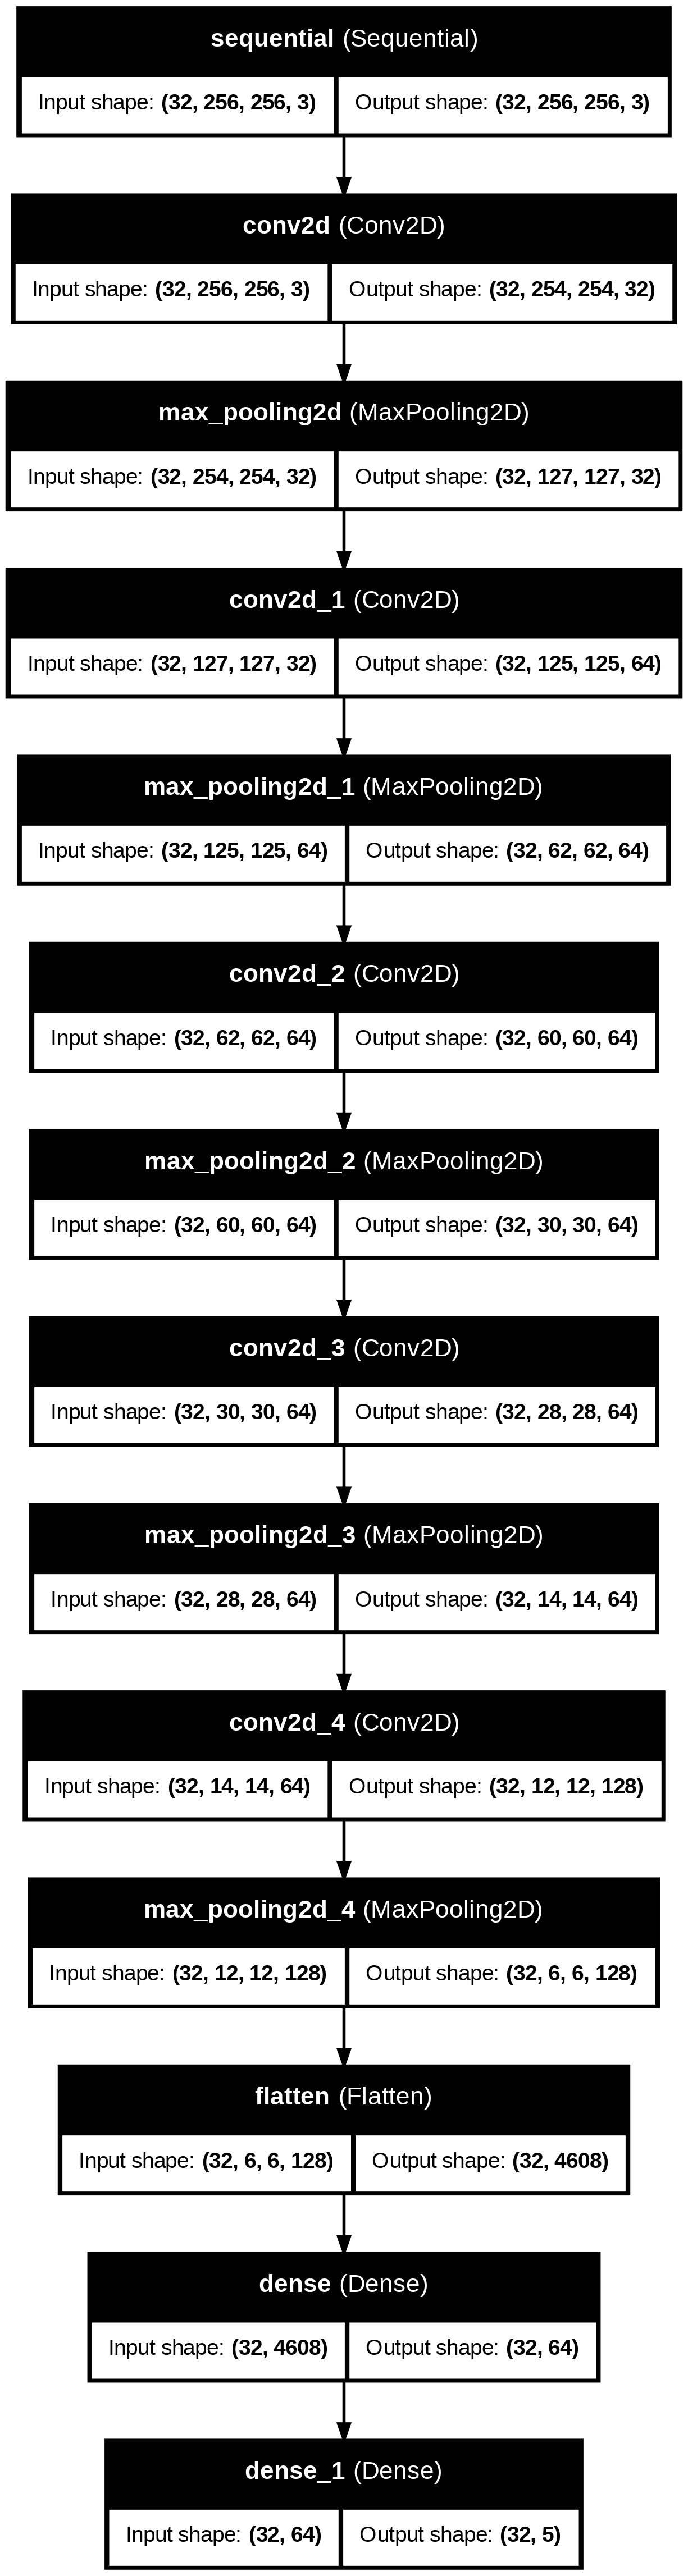 sequential (Sequential)
Input shape: (32, 256, 256, 3) Output shape: (32, 256, 256, 3)
conv2d (Conv2D)
Input shape: (32, 256, 256, 3) Output shape: (32, 254, 254, 32)
max_pooling2d (MaxPooling2D)
Input shape: (32, 254, 254, 32) Output shape: (32, 127, 127, 32)
conv2d_1 (Conv2D)
Input shape: (32, 127, 127, 32) Output shape: (32, 125, 125, 64)
max_pooling2d_1 (MaxPooling2D)
Input shape: (32, 125, 125, 64) Output shape: (32, 62, 62, 64)
conv2d_2 (Conv2D)
Input shape: (32, 62, 62, 64) Output shape: (32, 60, 60, 64)
max_pooling2d_2 (MaxPooling2D)
Input shape: (32, 60, 60, 64) Output shape: (32, 30, 30, 64)
conv2d_3 (Conv2D)
Input shape: (32, 30, 30, 64) Output shape: (32, 28, 28, 64)
max_pooling2d_3 (MaxPooling2D)
Input shape: (32, 28, 28, 64) Output shape: (32, 14, 14, 64)
conv2d_4 (Conv2D)
Input shape: (32, 14, 14, 64) Output shape: (32, 12, 12, 128)
max_pooling2d_4 (MaxPooling2D)
Input shape: (32, 12, 12, 128) Output shape: (32, 6, 6, 128)
flatten (Flatten)
Input shape: (32, 6, 6, 128) Output shape: (32, 4608)
dense (Dense)
Input shape: (32, 4608) Output shape: (32, 64)
dense_1 (Dense)
Input shape: (32, 64) Output shape: (32, 5)